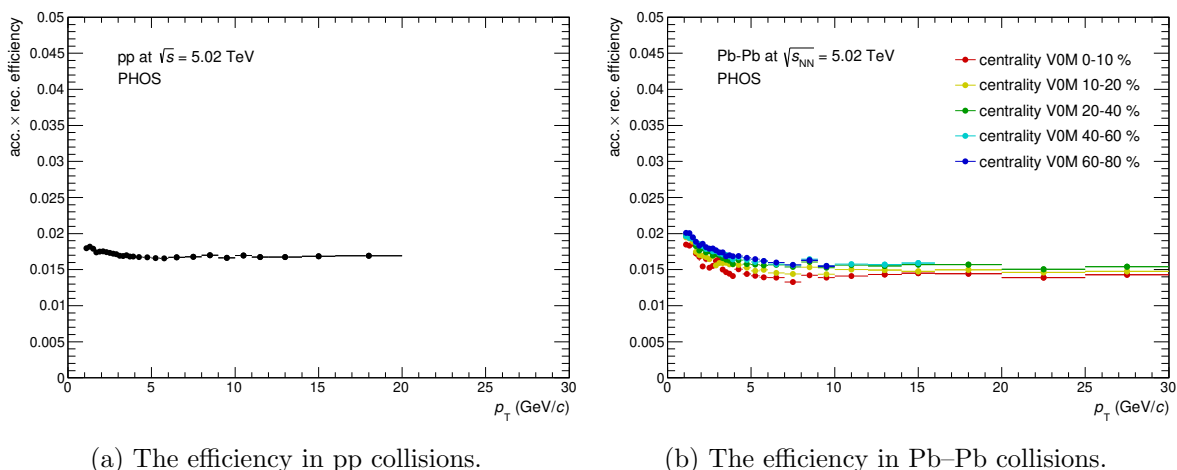 acc. × rec. efficiency
0.05
0.045
0.04
0.035
0.03
0.025
0.02
0.015
0.01
0.005
0
pp at √s = 5.02 TeV
PHOS
0 5 10 15 20 25 30
p_T (GeV/c)
(a) The efficiency in pp collisions.
acc. × rec. efficiency
0.05
0.045
0.04
0.035
0.03
0.025
0.02
0.015
0.01
0.005
0
Pb-Pb at √s_NN = 5.02 TeV
PHOS
centrality V0M 0-10 %
centrality V0M 10-20 %
centrality V0M 20-40 %
centrality V0M 40-60 %
centrality V0M 60-80 %
0 5 10 15 20 25 30
p_T (GeV/c)
(b) The efficiency in Pb–Pb collisions.